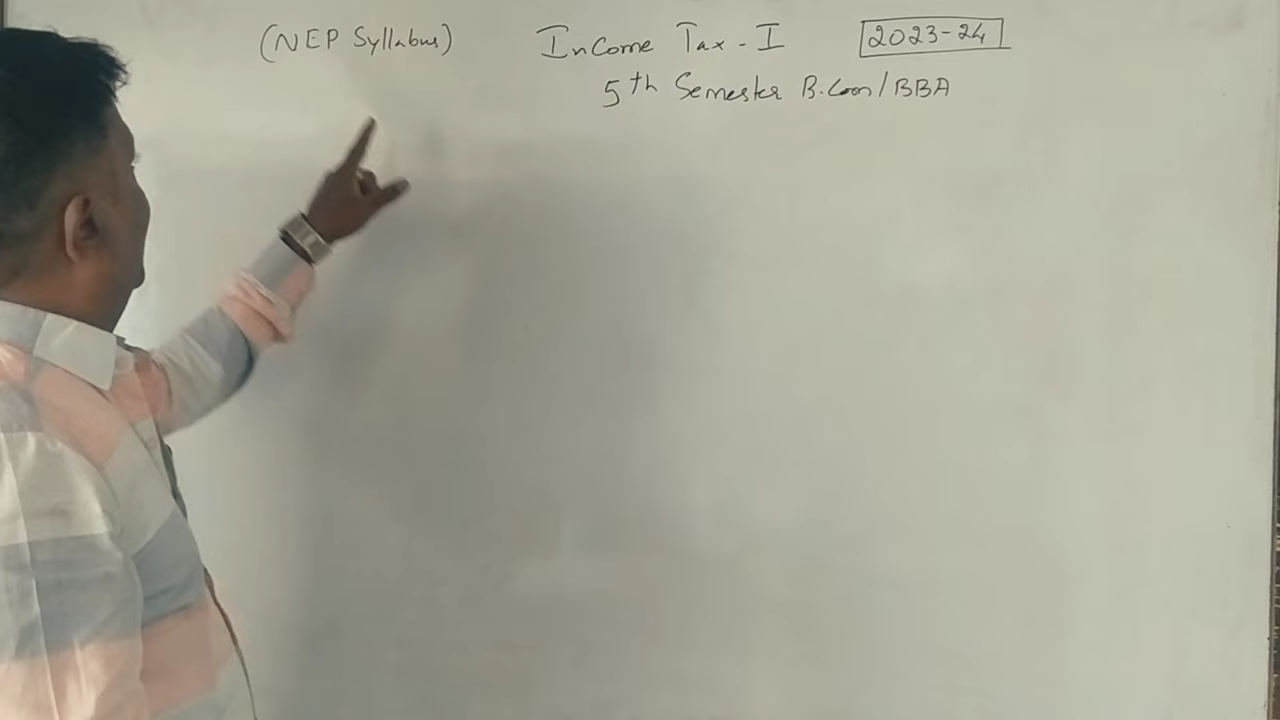 (NEP Syllabus) Income Tax - I 2023-24
5th Semester B.Com/BBA